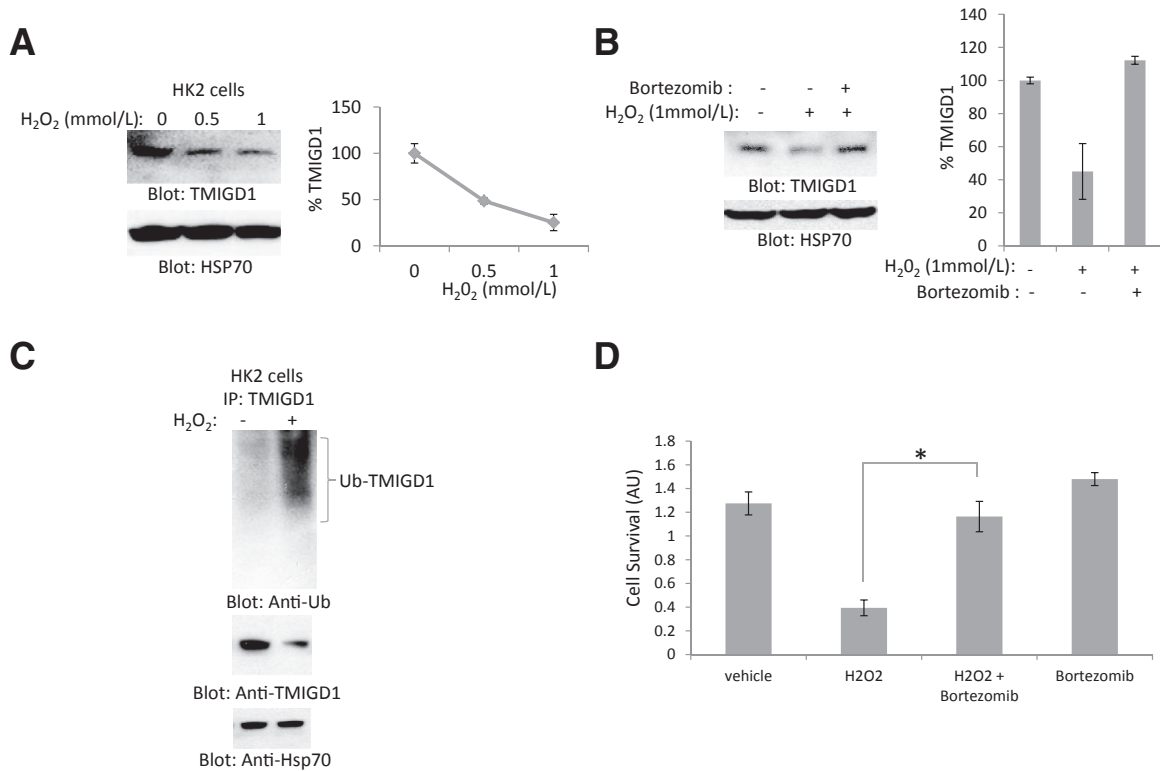 A
HK2 cells
H₂O₂ (mmol/L): 0 0.5 1
Blot: TMIGD1
Blot: HSP70
% TMIGD1
150
100
50
0
0 0.5 1
H₂0₂ (mmol/L)
B
Bortezomib : - - +
H₂O₂ (1mmol/L): - + +
Blot: TMIGD1
Blot: HSP70
% TMIGD1
140
120
100
80
60
40
20
0
H₂O₂ (1mmol/L): - + +
Bortezomib : - - +
C
HK2 cells
IP: TMIGD1
H₂O₂: - +
Ub-TMIGD1
Blot: Anti-Ub
Blot: Anti-TMIGD1
Blot: Anti-Hsp70
D
Cell Survival (AU)
1.8
1.6
1.4
1.2
1
0.8
0.6
0.4
0.2
0
*
vehicle H2O2 H2O2 + Bortezomib
Bortezomib